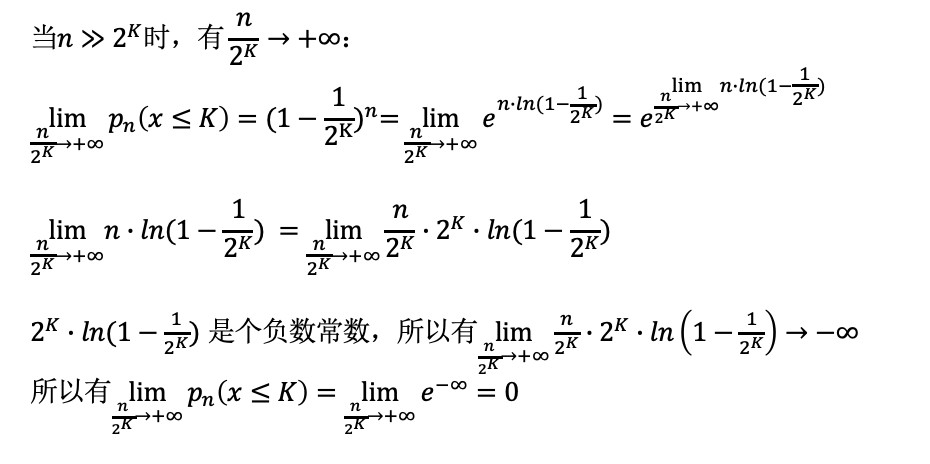 当n ≫ 2^K时，有n/2^K → +∞：
lim_{n/2^K→+∞} p_n(x ≤ K) = (1 − 1/2^K)^n= lim_{n/2^K→+∞} e^{n·ln(1−1/2^K)} = e^{lim_{n/2^K→+∞} n·ln(1−1/2^K)}
lim_{n/2^K→+∞} n · ln(1 − 1/2^K) = lim_{n/2^K→+∞} n/2^K · 2^K · ln(1 − 1/2^K)
2^K · ln(1 − 1/2^K) 是个负数常数，所以有 lim_{n/2^K→+∞} n/2^K · 2^K · ln(1 − 1/2^K) → −∞
所以有 lim_{n/2^K→+∞} p_n(x ≤ K) = lim_{n/2^K→+∞} e^{−∞} = 0